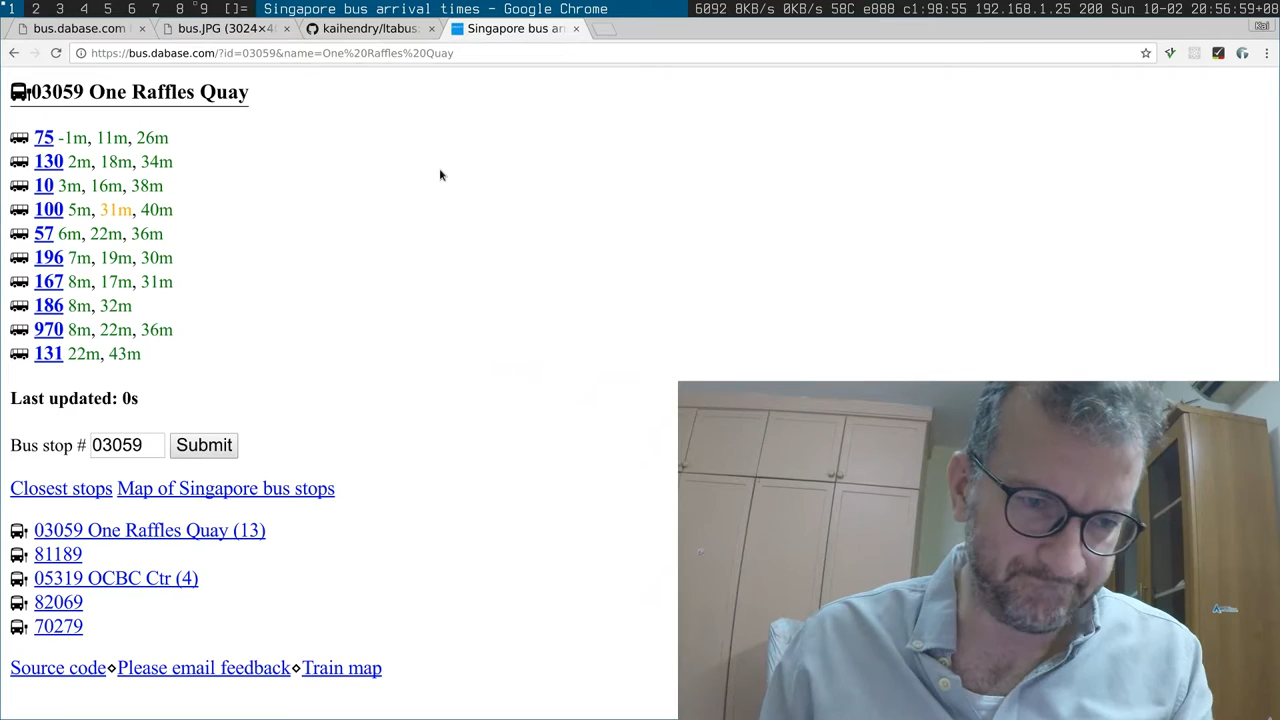 1 2 3 4 5 6 7 8 9 []= Singapore bus arrival times - Google Chrome 6092 8KB/s 0KB/s 58C e888 c1:98:55 192.168.1.25 200 Sun 10-02 20:56:59
bus.dabase.com bus.JPG (3024×4 kaihendry/ltabus: Singapore bus ar Kai
https://bus.dabase.com/?id=03059&name=One%20Raffles%20Quay
03059 One Raffles Quay
75 -1m, 11m, 26m
130 2m, 18m, 34m
10 3m, 16m, 38m
100 5m, 31m, 40m
57 6m, 22m, 36m
196 7m, 19m, 30m
167 8m, 17m, 31m
186 8m, 32m
970 8m, 22m, 36m
131 22m, 43m
Last updated: 0s
Bus stop # 03059 Submit
Closest stops Map of Singapore bus stops
03059 One Raffles Quay (13)
81189
05319 OCBC Ctr (4)
82069
70279
Source code⋄Please email feedback⋄Train map